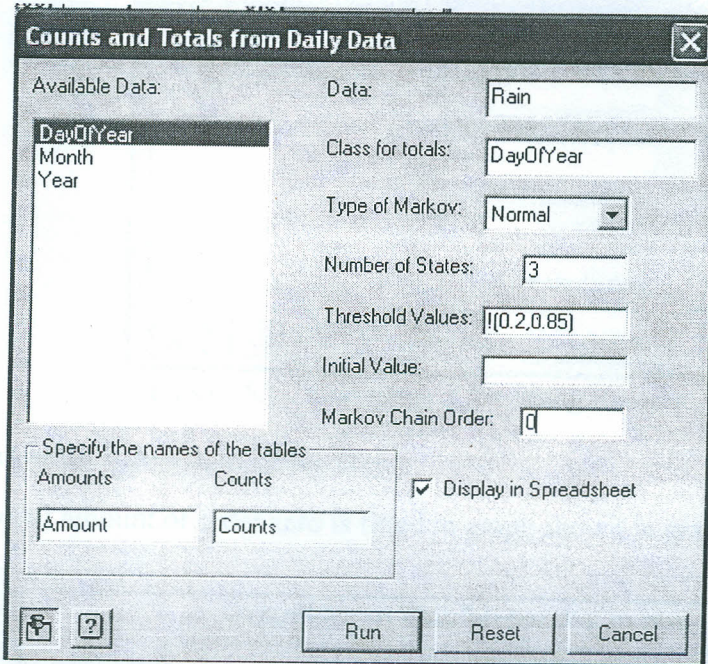 Counts and Totals from Daily Data
Available Data:
DayOfYear
Month
Year
Data:
Rain
Class for totals:
DayOfYear
Type of Markov:
Normal
Number of States:
3
Threshold Values:
!(0.2,0.85)
Initial Value:
Markov Chain Order:
0
Specify the names of the tables
Amounts
Counts
Amount
Counts
Display in Spreadsheet
Run
Reset
Cancel